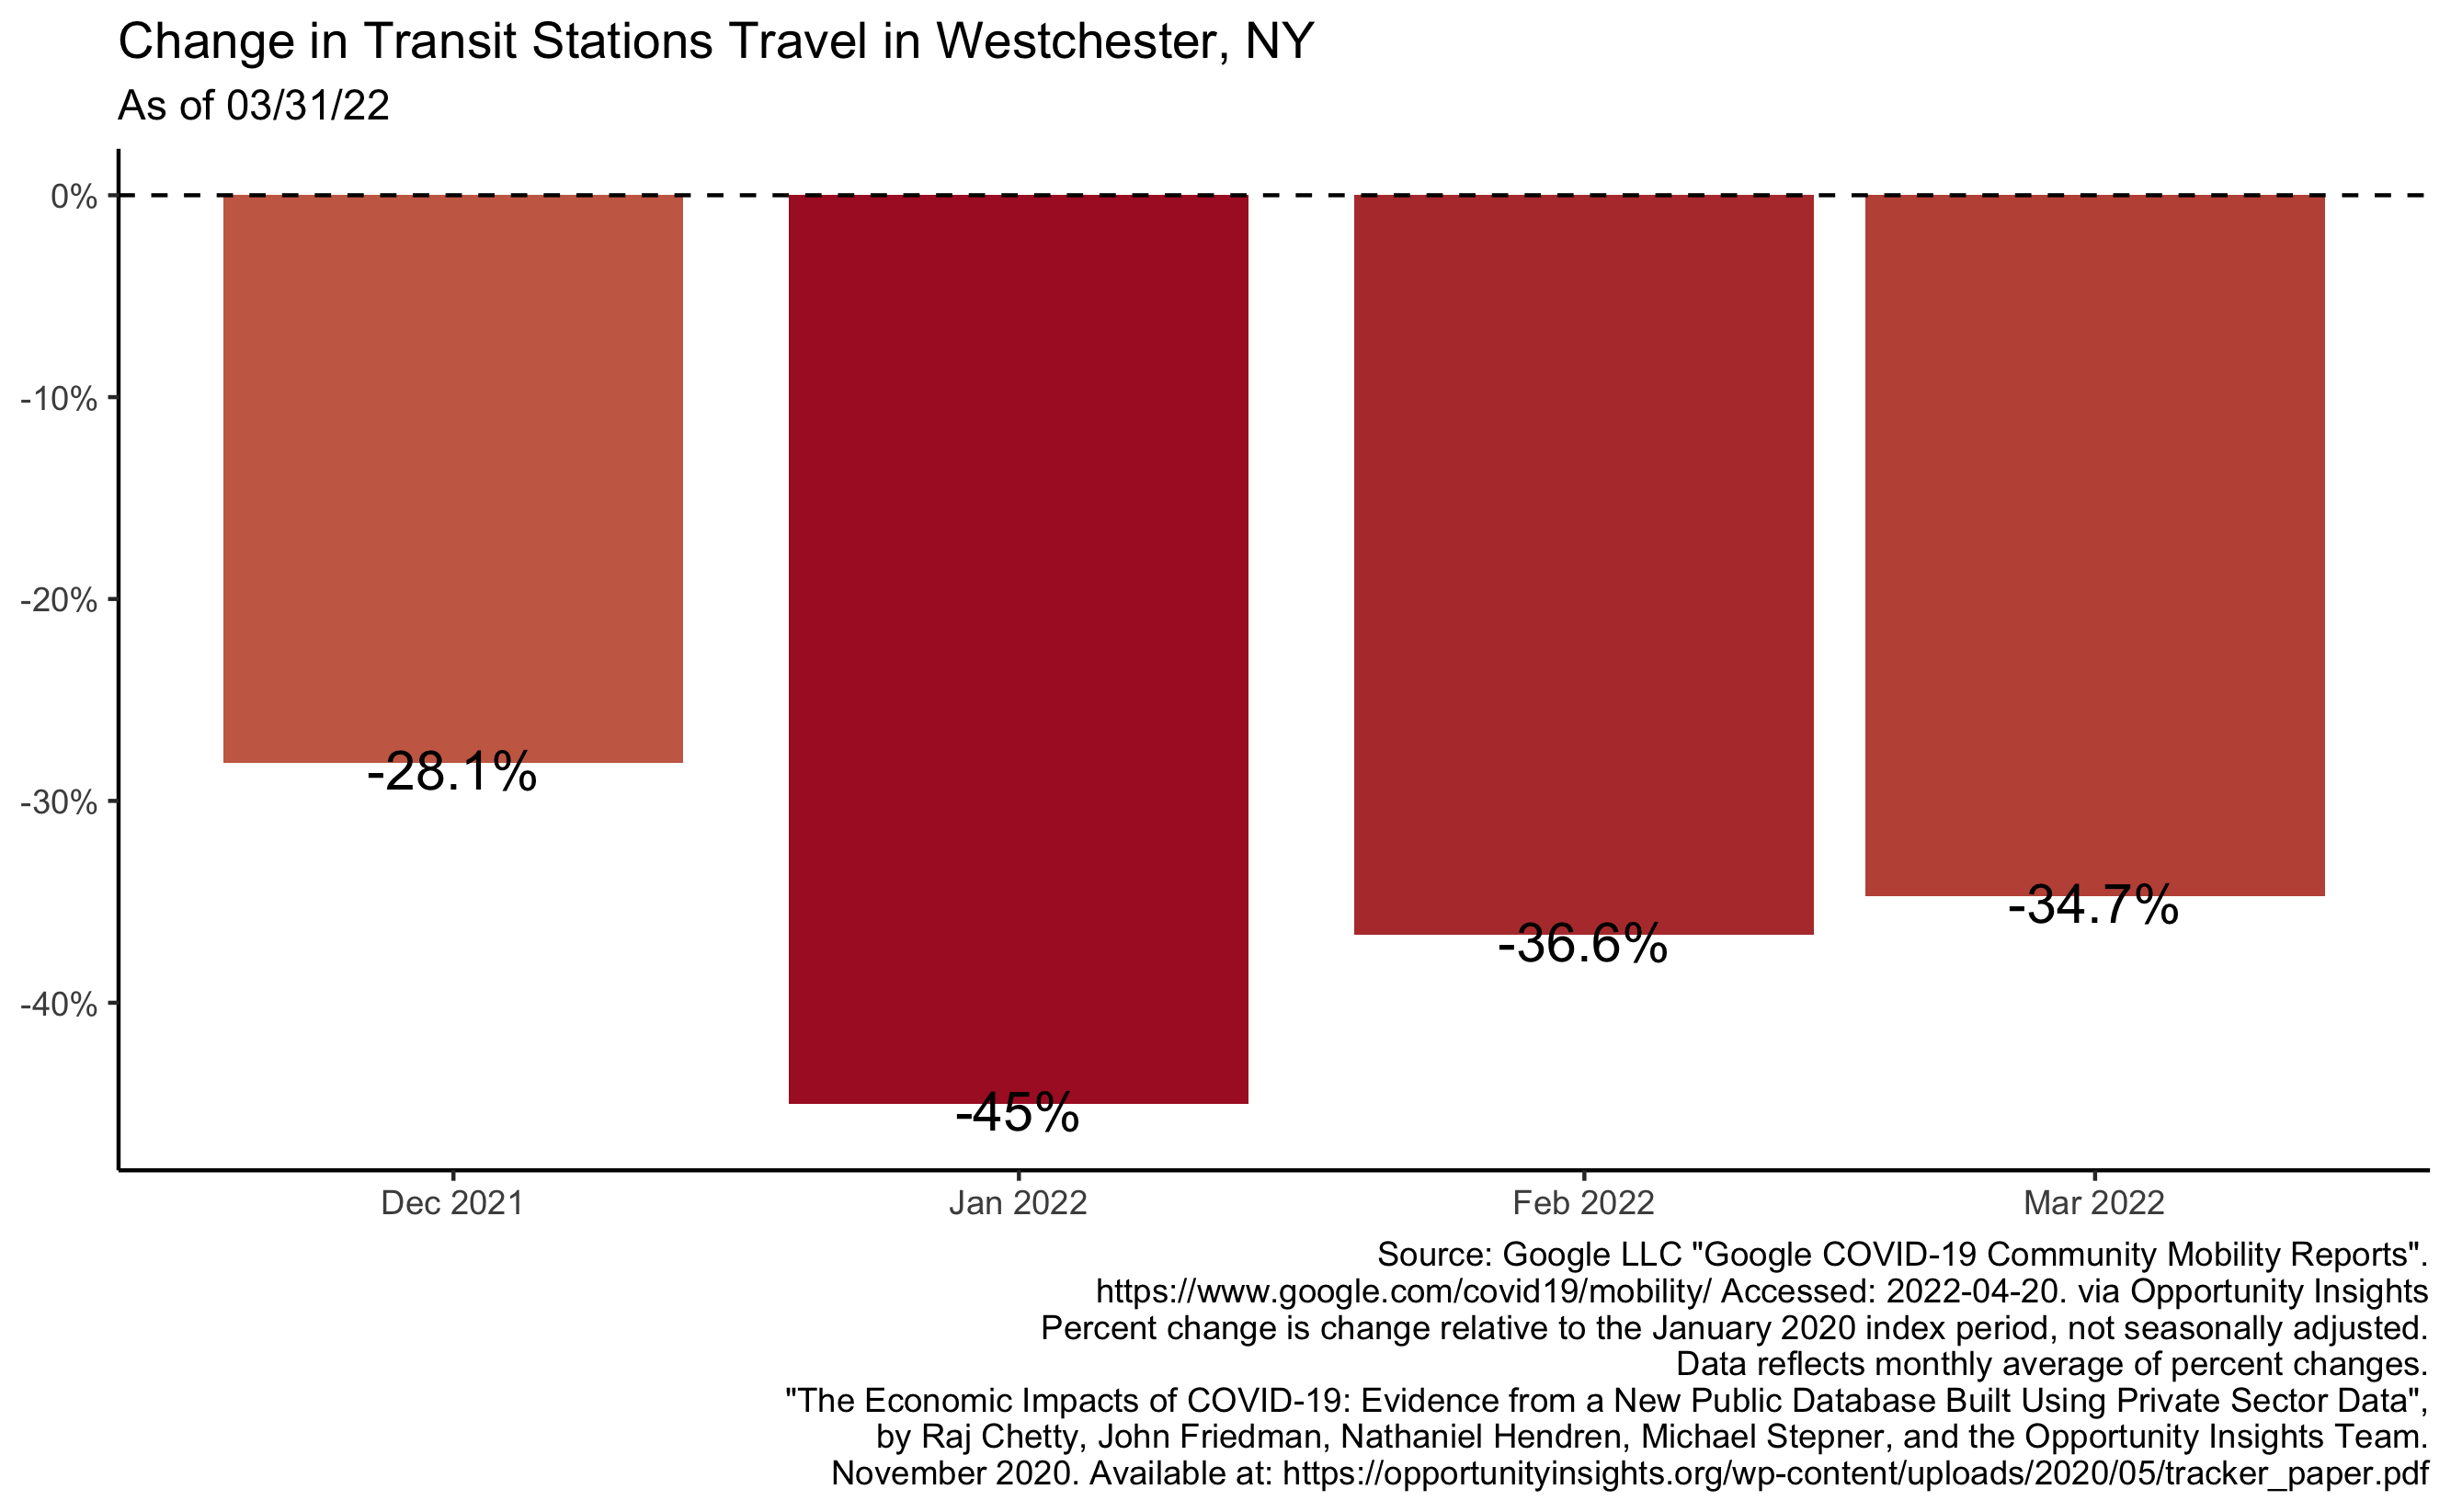 Change in Transit Stations Travel in Westchester, NY
As of 03/31/22
0%
-10%
-20%
-30%
-40%
-28.1%
-45%
-36.6%
-34.7%
Dec 2021
Jan 2022
Feb 2022
Mar 2022
Source: Google LLC "Google COVID-19 Community Mobility Reports".
https://www.google.com/covid19/mobility/ Accessed: 2022-04-20. via Opportunity Insights
Percent change is change relative to the January 2020 index period, not seasonally adjusted.
Data reflects monthly average of percent changes.
"The Economic Impacts of COVID-19: Evidence from a New Public Database Built Using Private Sector Data",
by Raj Chetty, John Friedman, Nathaniel Hendren, Michael Stepner, and the Opportunity Insights Team.
November 2020. Available at: https://opportunityinsights.org/wp-content/uploads/2020/05/tracker_paper.pdf